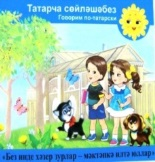 Татарча сөйләшәбез
Говорим по-татарски
«Без инде хәзер зурлар – мәктәпкә илтә юллар»